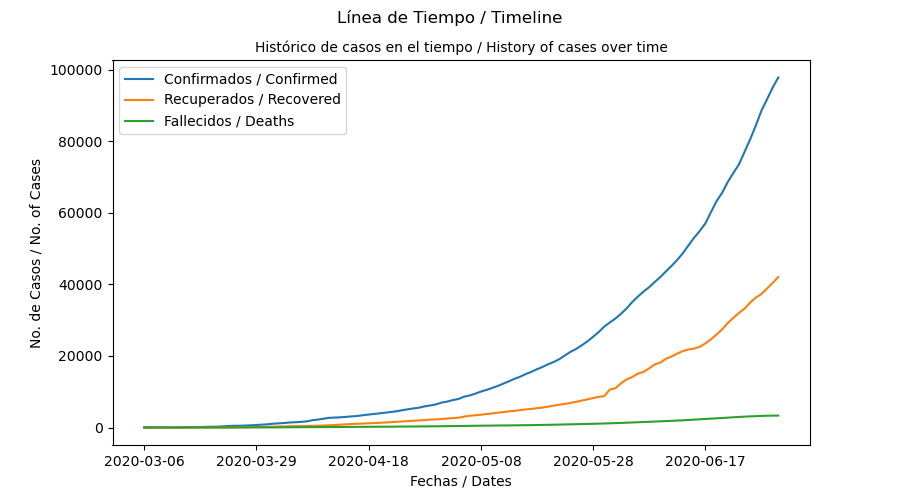 Línea de Tiempo / Timeline
Histórico de casos en el tiempo / History of cases over time
Confirmados / Confirmed
Recuperados / Recovered
Fallecidos / Deaths
No. de Casos / No. of Cases
100000
80000
60000
40000
20000
0
2020-03-06 2020-03-29 2020-04-18 2020-05-08 2020-05-28 2020-06-17
Fechas / Dates